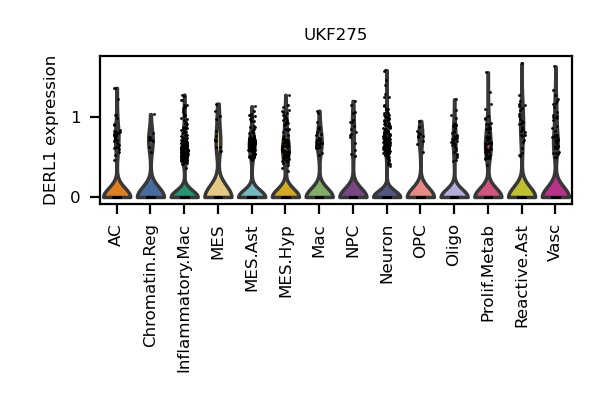 UKF275
DERL1 expression
1
0
AC
Chromatin.Reg
Inflammatory.Mac
MES
MES.Ast
MES.Hyp
Mac
NPC
Neuron
OPC
Oligo
Prolif.Metab
Reactive.Ast
Vasc